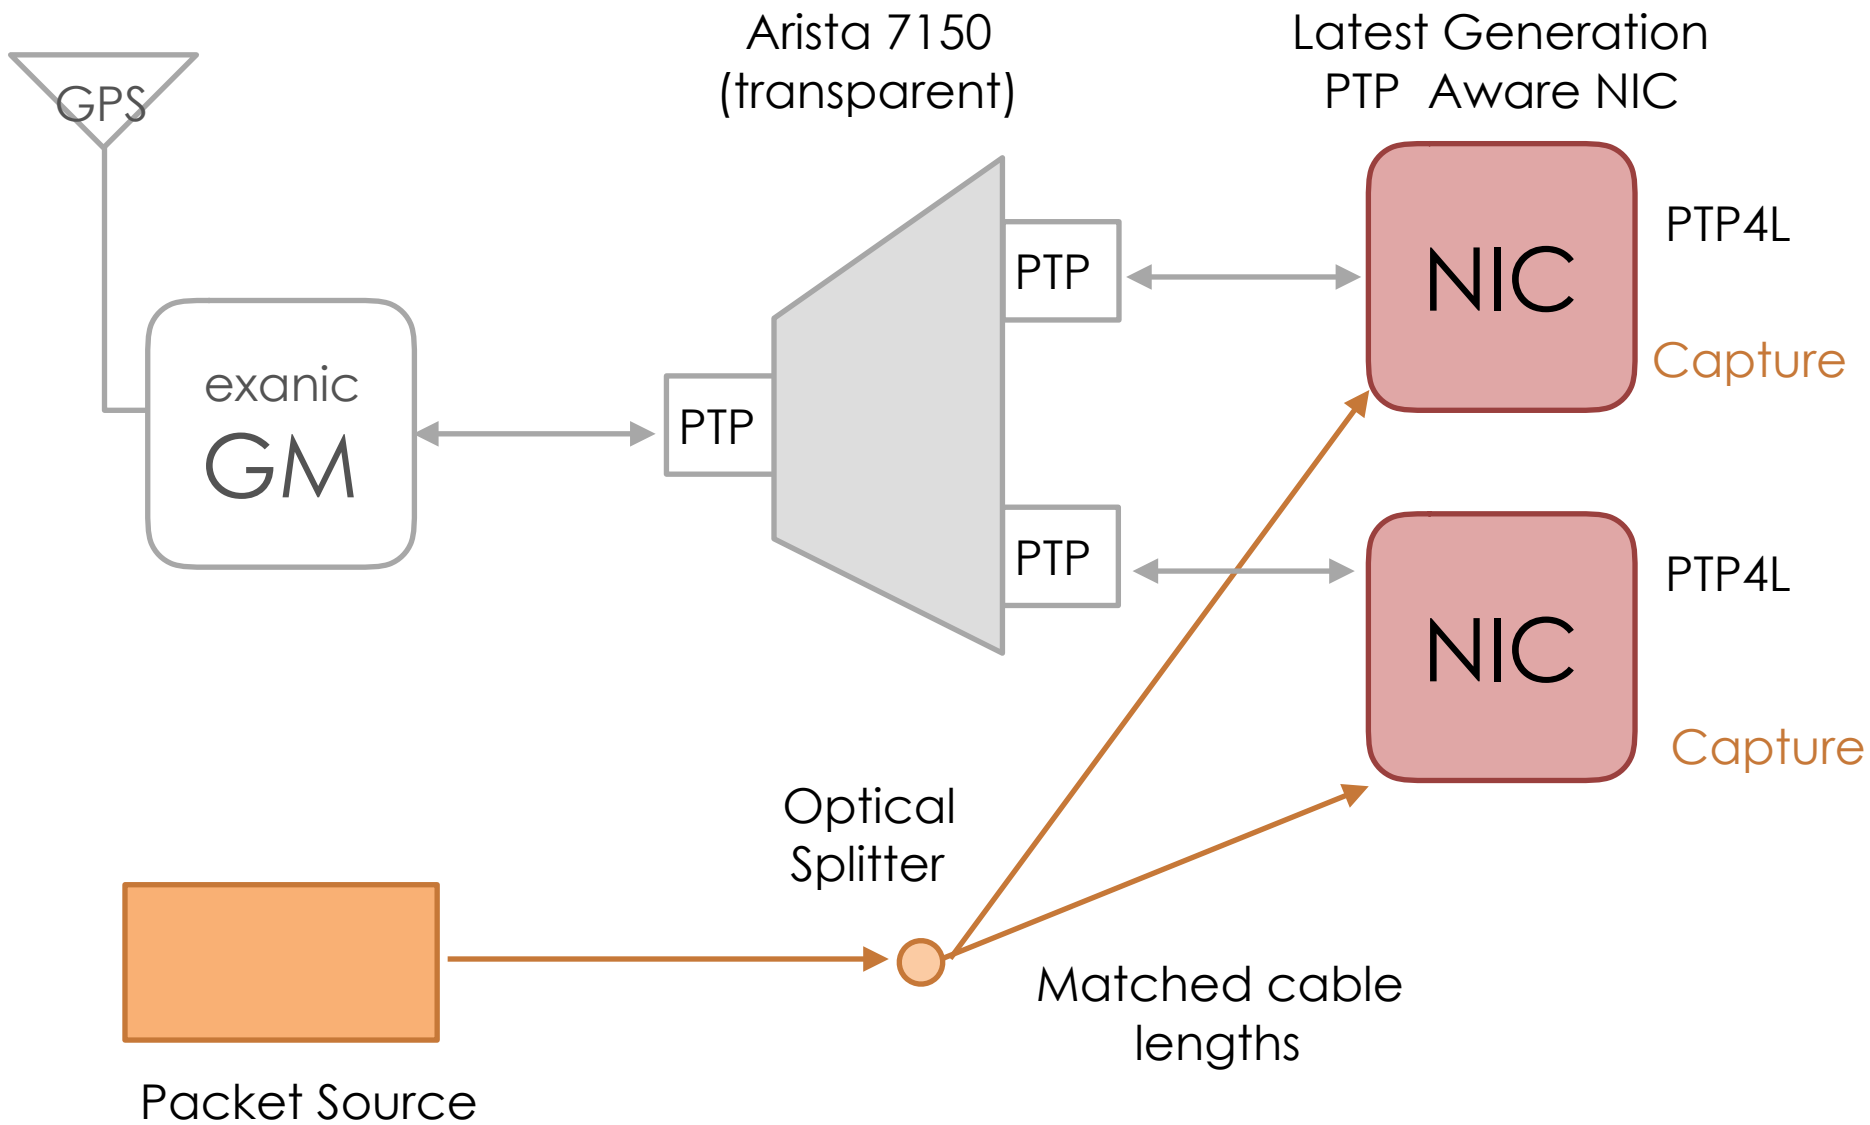 Arista 7150
(transparent)
Latest Generation
PTP Aware NIC
GPS
PTP
NIC
PTP4L
Capture
exanic
GM
PTP
PTP
NIC
PTP4L
Capture
Optical
Splitter
Matched cable
lengths
Packet Source